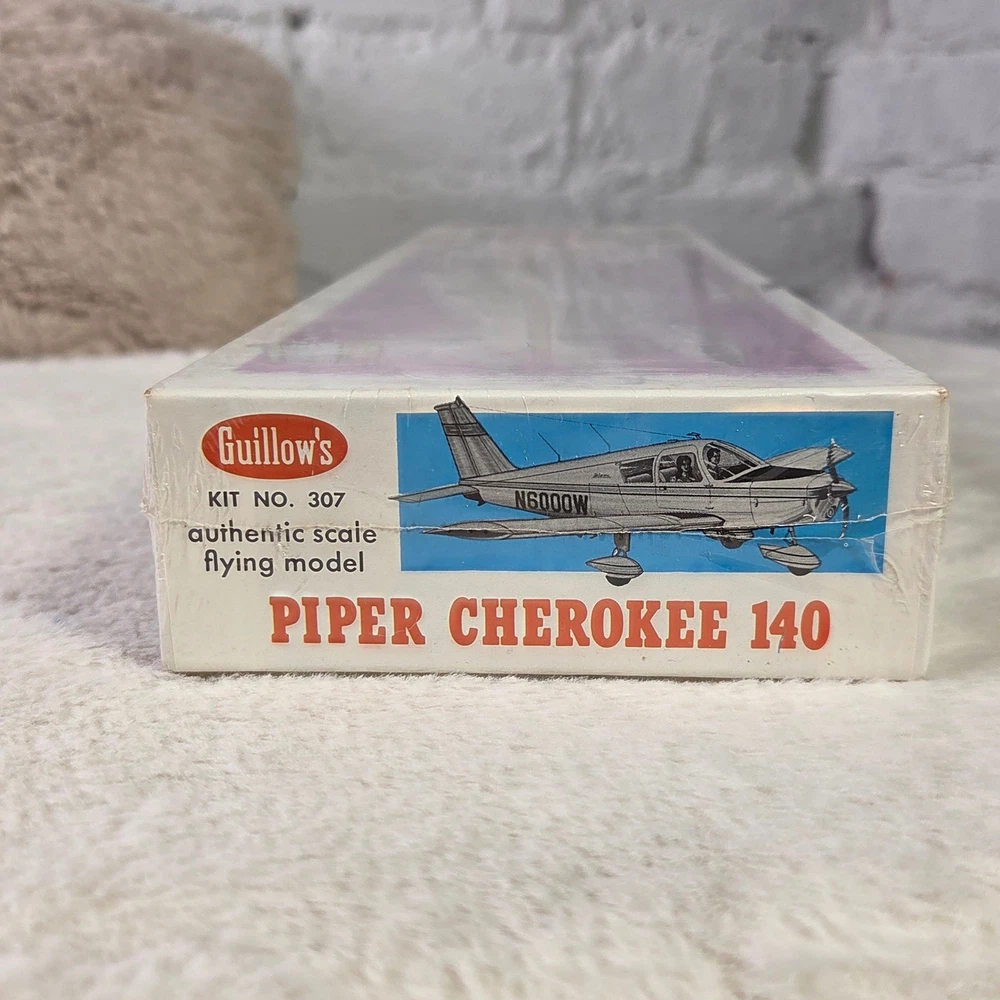 Guillow's
KIT NO. 307
authentic scale
flying model
N6000W
PIPER CHEROKEE 140